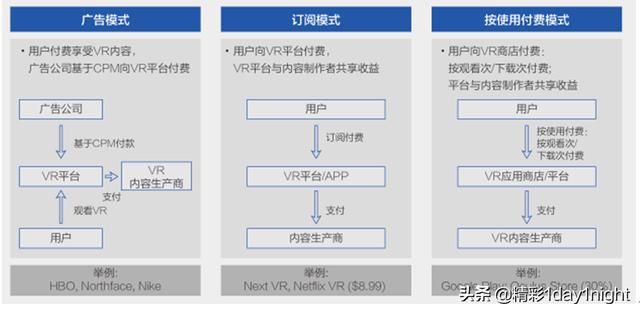 广告模式
• 用户付费享受VR内容,
广告公司基于CPM向VR平台付费
广告公司
基于CPM付款
VR平台
支付
VR
内容生产商
观看VR
用户
举例:
HBO, Northface, Nike
订阅模式
• 用户向VR平台付费,
VR平台与内容制作者共享收益
用户
订阅付费
VR平台/APP
支付
内容生产商
举例:
Next VR, Netflix VR ($8.99)
按使用付费模式
• 用户向VR商店付费:
按观看次/下载次付费;
平台与内容制作者共享收益
用户
按使用付费:
按观看次/
下载次付费
VR应用商店/平台
支付
VR内容生产商
举例:
Google Play, Oculus Store (30%)
头条 @精彩1day1night